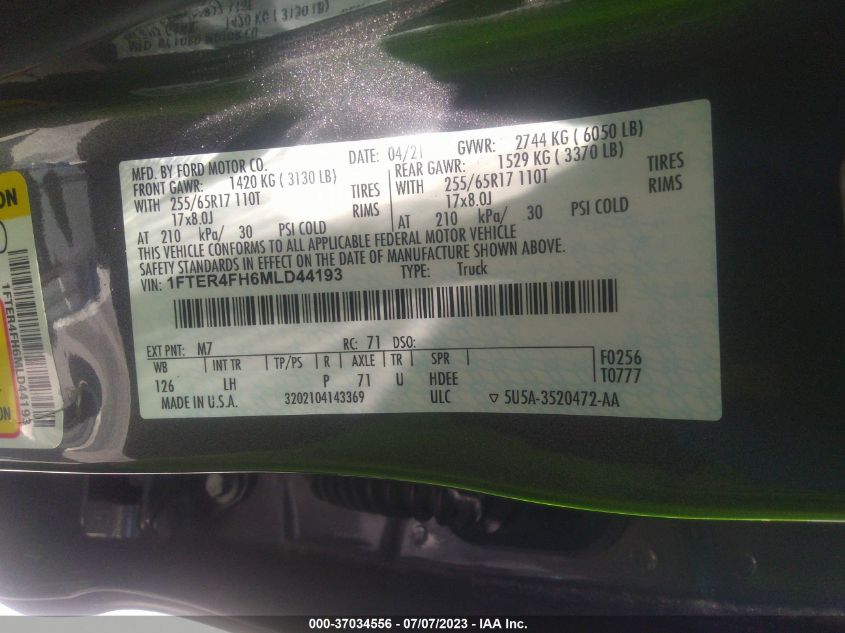 1420 KG ( 3130 LB)
MFD. BY FORD MOTOR CO.
MFD. BY FORD MOTOR CO.
DATE: 04/21
GVWR: 2744 KG ( 6050 LB)
FRONT GAWR: 1420 KG ( 3130 LB)
REAR GAWR: 1529 KG ( 3370 LB)
WITH 255/65R17 110T TIRES
WITH 255/65R17 110T TIRES
17x8.0J RIMS
17x8.0J RIMS
AT 210 kPa/ 30 PSI COLD
AT 210 kPa/ 30 PSI COLD
THIS VEHICLE CONFORMS TO ALL APPLICABLE FEDERAL MOTOR VEHICLE
SAFETY STANDARDS IN EFFECT ON THE DATE OF MANUFACTURE SHOWN ABOVE.
VIN: 1FTER4FH6MLD44193 TYPE: Truck
EXT PNT: M7 RC: 71 DSO:
WB INT TR TP/PS R AXLE TR SPR F0256
126 LH P 71 U HDEE T0777
MADE IN U.S.A. 3202104143369 ULC ▽ 5U5A-3520472-AA
1FTER4FH6MLD44193
000-37034556 - 07/07/2023 - IAA Inc.